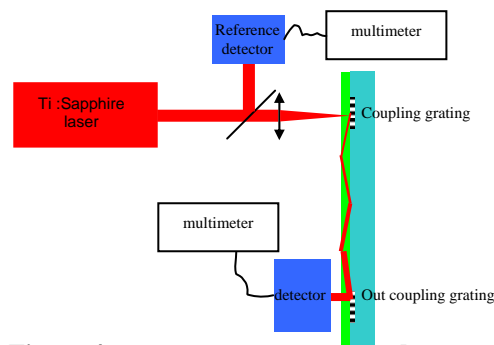 Reference
detector
multimeter
Ti :Sapphire
laser
Coupling grating
multimeter
detector
Out coupling grating